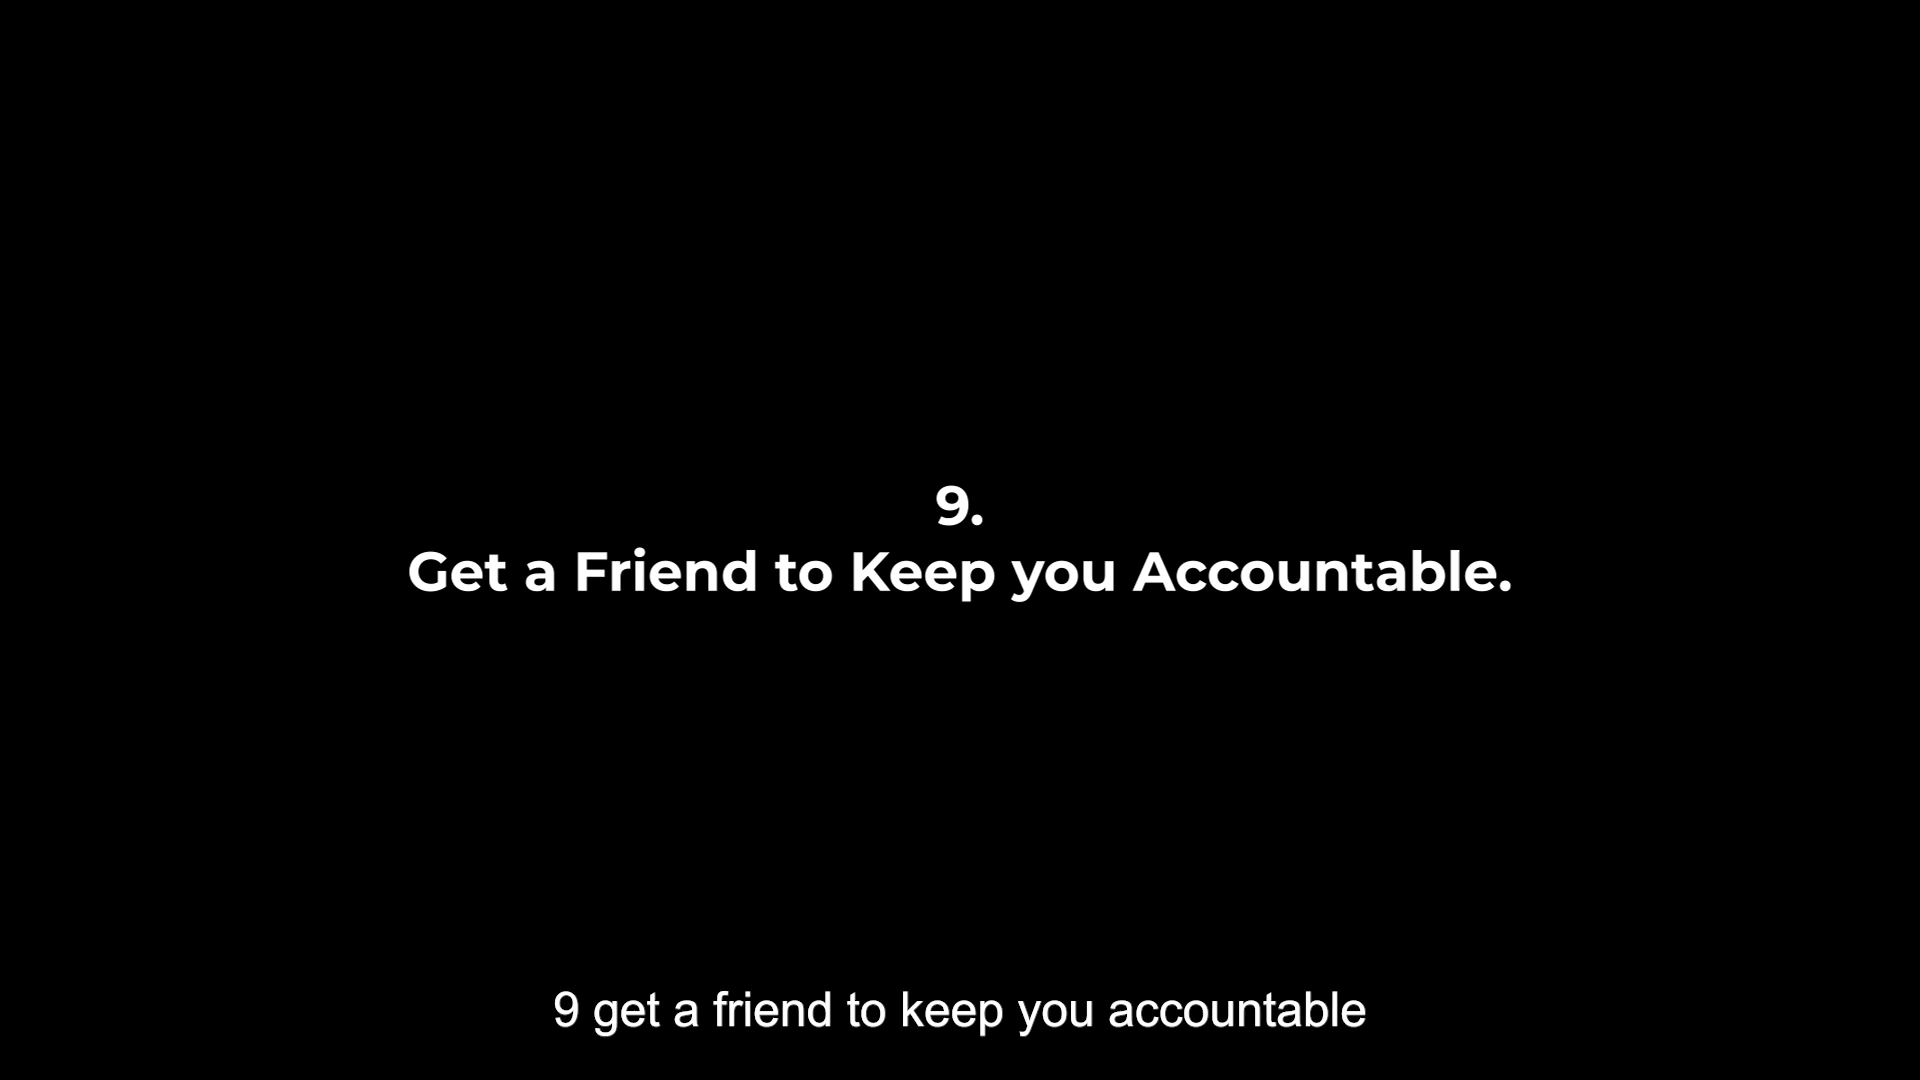 9.
Get a Friend to Keep you Accountable.
9 get a friend to keep you accountable